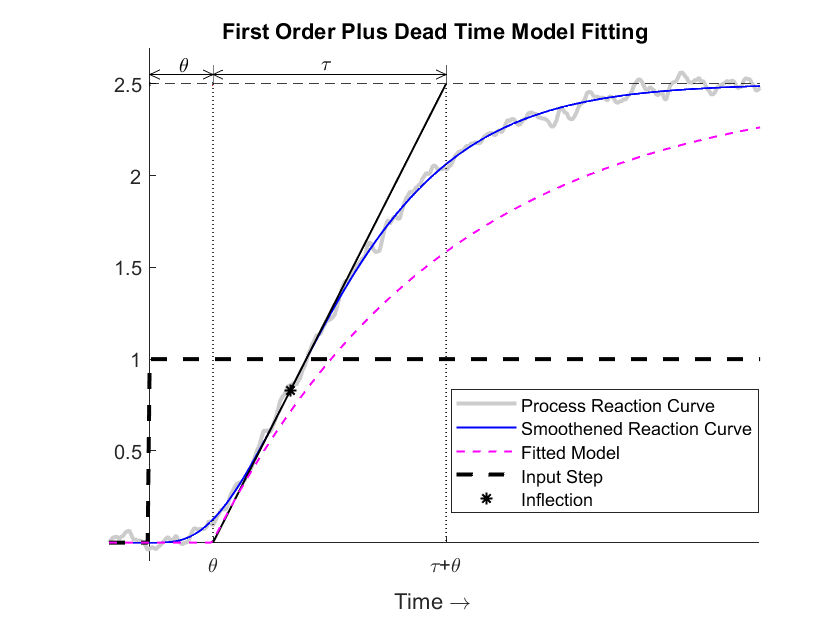 First Order Plus Dead Time Model Fitting
θ
τ
2.5
2
1.5
1
0.5
Process Reaction Curve
Smoothened Reaction Curve
Fitted Model
Input Step
Inflection
θ
τ+θ
Time →